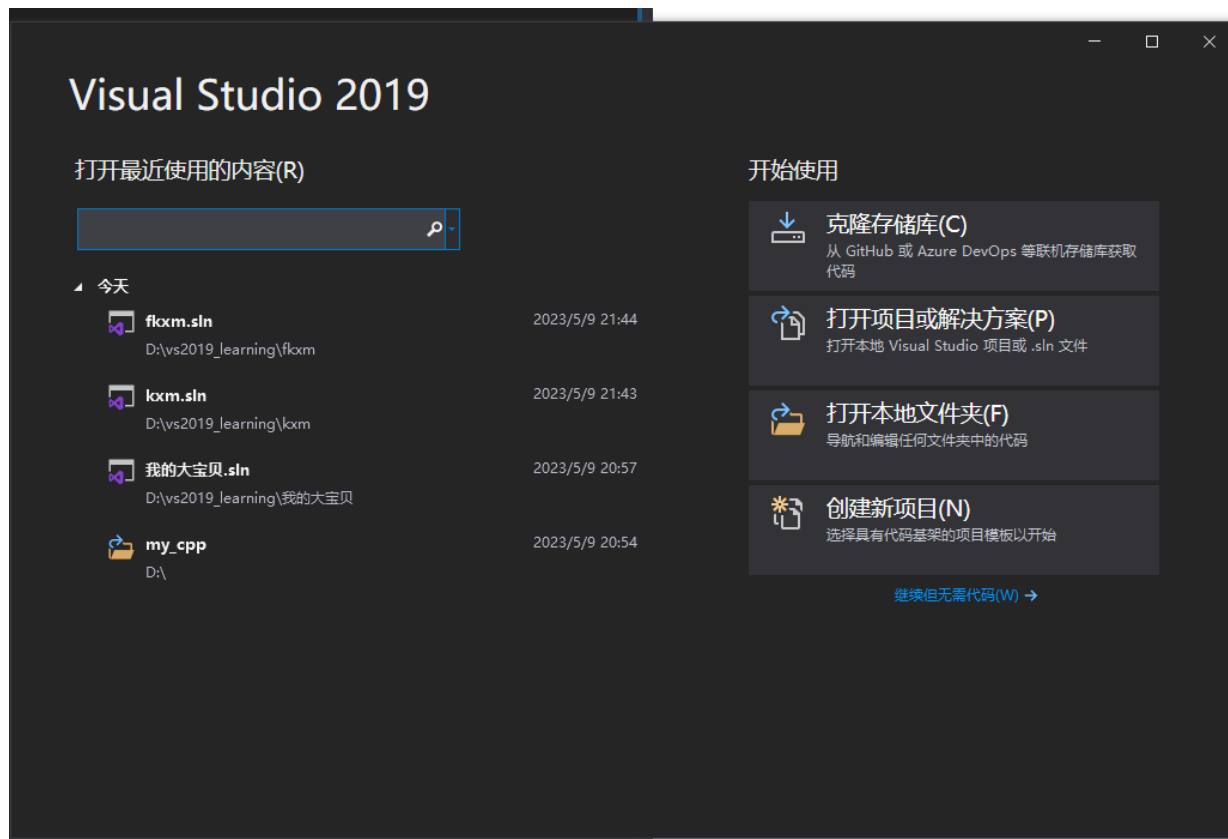 Visual Studio 2019
打开最近使用的内容(R)
今天
fkxm.sln
2023/5/9 21:44
D:\vs2019_learning\fkxm
kxm.sln
2023/5/9 21:43
D:\vs2019_learning\kxm
我的大宝贝.sln
2023/5/9 20:57
D:\vs2019_learning\我的大宝贝
my_cpp
2023/5/9 20:54
D:\
开始使用
克隆存储库(C)
从 GitHub 或 Azure DevOps 等联机存储库获取
代码
打开项目或解决方案(P)
打开本地 Visual Studio 项目或 .sln 文件
打开本地文件夹(F)
导航和编辑任何文件夹中的代码
创建新项目(N)
选择具有代码基架的项目模板以开始
继续但无需代码(W) →